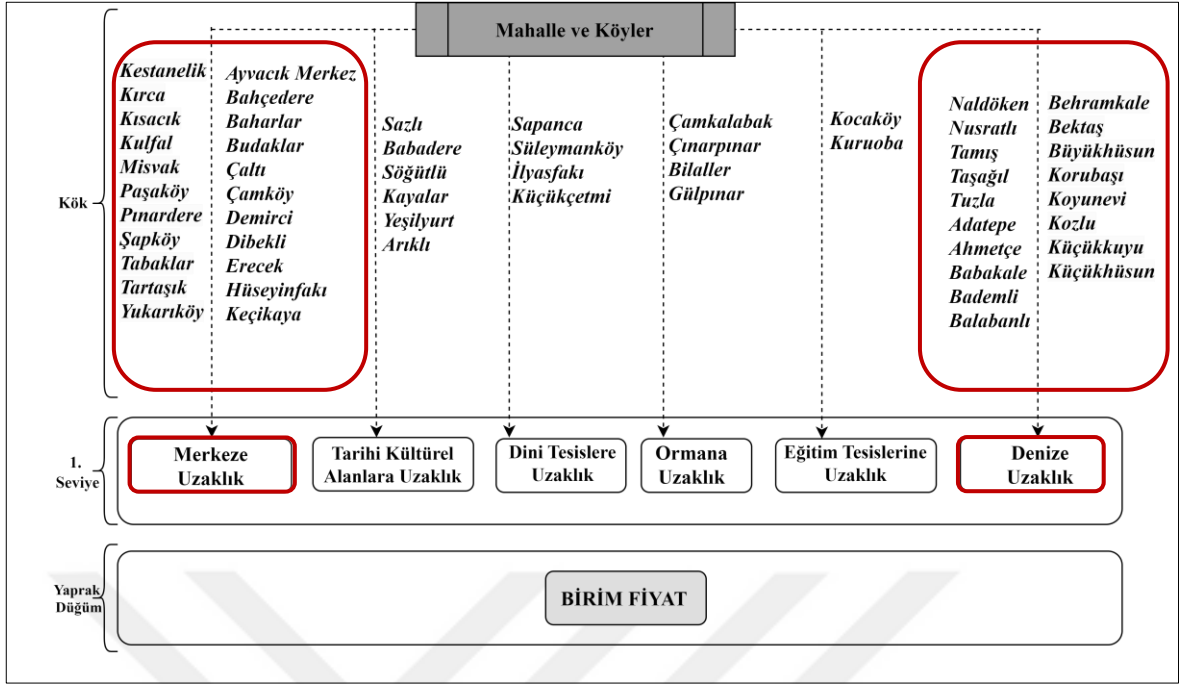 Mahalle ve Köyler
Kök
Kestanelik
Kırca
Kısacık
Kulfal
Misvak
Paşaköy
Pınardere
Şapköy
Tabaklar
Tartaşık
Yukarıköy
Ayvacık Merkez
Bahçedere
Baharlar
Budaklar
Çaltı
Çamköy
Demirci
Dibekli
Erecek
Hüseyinfakı
Keçikaya
Sazlı
Babadere
Söğütlü
Kayalar
Yeşilyurt
Arıklı
Sapanca
Süleymanköy
İlyasfakı
Küçükçetmi
Çamkalabak
Çınarpınar
Bilaller
Gülpınar
Kocaköy
Kuruoba
Naldöken
Nusratlı
Tamış
Taşağıl
Tuzla
Adatepe
Ahmetçe
Babakale
Bademli
Balabanlı
Behramkale
Bektaş
Büyükhüsun
Korubaşı
Koyunevi
Kozlu
Küçükkuyu
Küçükhüsun
1.
Seviye
Merkeze
Uzaklık
Tarihi Kültürel
Alanlara Uzaklık
Dini Tesislere
Uzaklık
Ormana
Uzaklık
Eğitim Tesislerine
Uzaklık
Denize
Uzaklık
Yaprak
Düğüm
BİRİM FİYAT